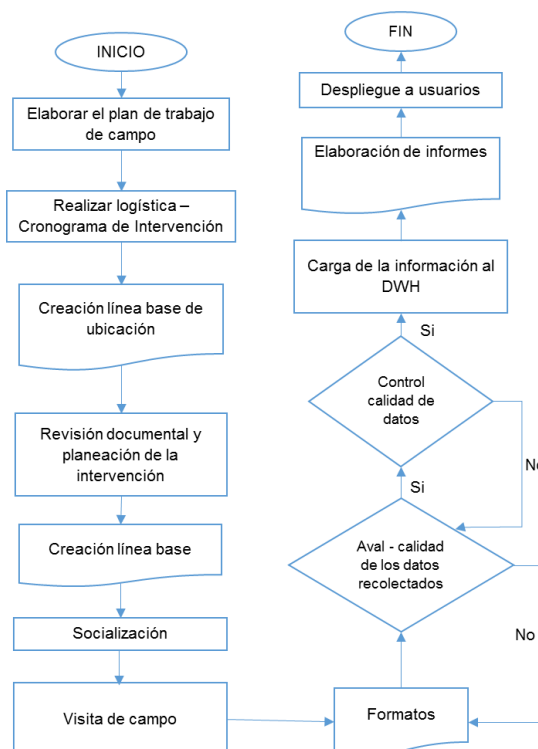 INICIO
Elaborar el plan de trabajo
de campo
Realizar logística –
Cronograma de Intervención
Creación línea base de
ubicación
Revisión documental y
planeación de la
intervención
Creación línea base
Socialización
Visita de campo
Formatos
No
Aval - calidad
de los datos
recolectados
Si
No
Control
calidad de
datos
Si
Carga de la información al
DWH
Elaboración de informes
Despliegue a usuarios
FIN